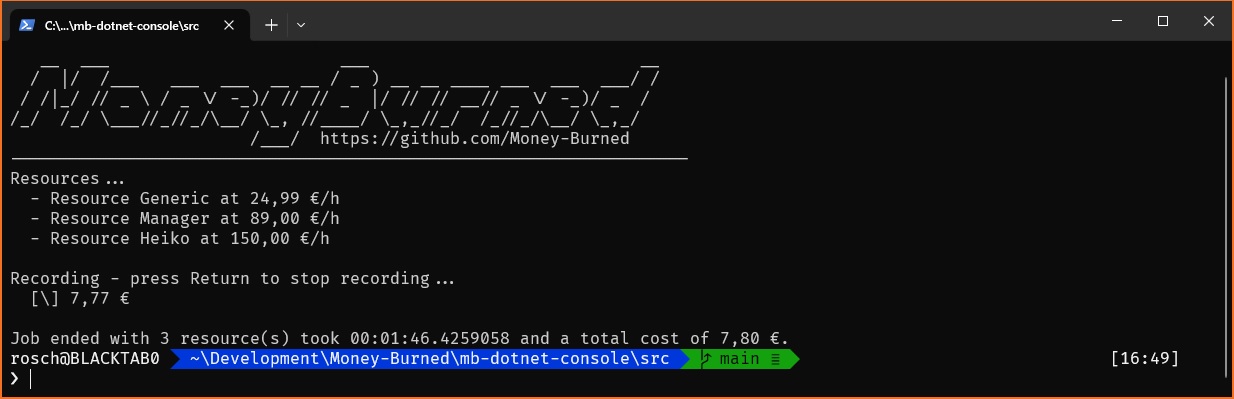 C:\...\mb-dotnet-console\src
MoneyBurned
https://github.com/Money-Burned
Resources...
- Resource Generic at 24,99 €/h
- Resource Manager at 89,00 €/h
- Resource Heiko at 150,00 €/h
Recording - press Return to stop recording...
[\] 7,77 €
Job ended with 3 resource(s) took 00:01:46.4259058 and a total cost of 7,80 €.
rosch@BLACKTAB0 ~\Development\Money-Burned\mb-dotnet-console\src main ≡ [16:49]
❯